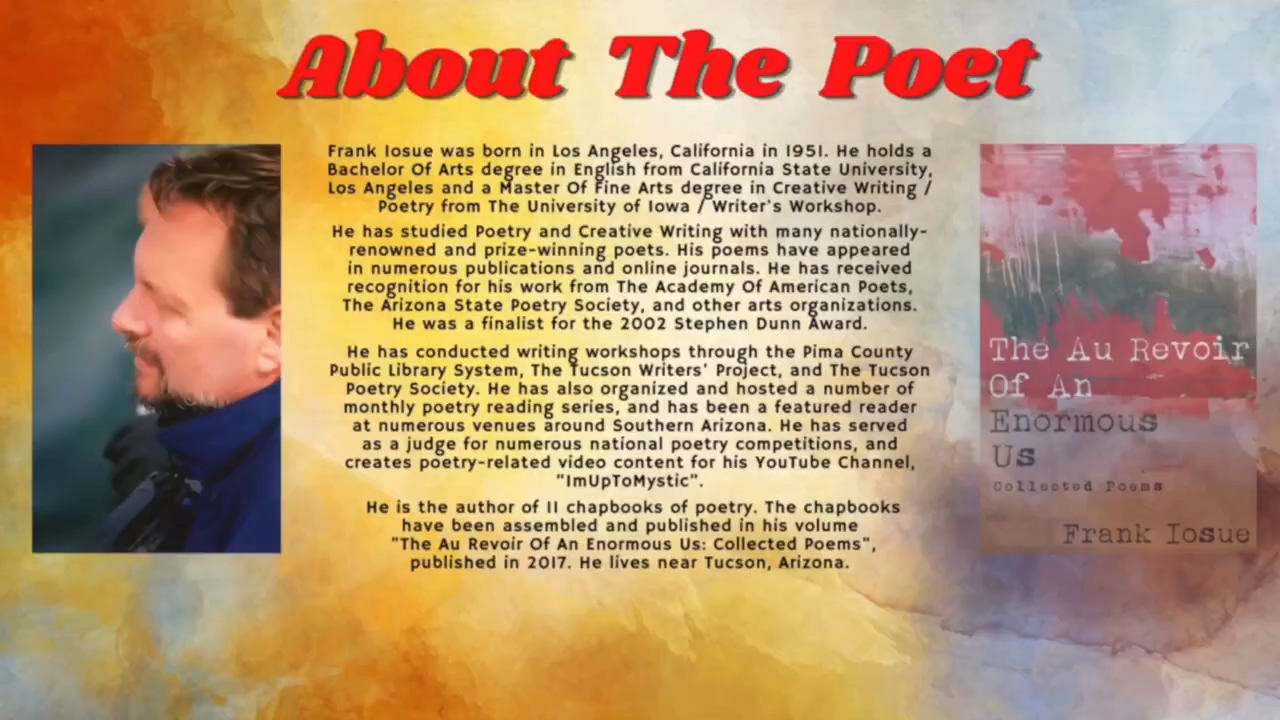 About The Poet
Frank Iosue was born in Los Angeles, California in 1951. He holds a
Bachelor Of Arts degree in English from California State University,
Los Angeles and a Master Of Fine Arts degree in Creative Writing /
Poetry from The University of Iowa / Writer's Workshop.
He has studied Poetry and Creative Writing with many nationally-
renowned and prize-winning poets. His poems have appeared
in numerous publications and online journals. He has received
recognition for his work from The Academy Of American Poets,
The Arizona State Poetry Society, and other arts organizations.
He was a finalist for the 2002 Stephen Dunn Award.
He has conducted writing workshops through the Pima County
Public Library System, The Tucson Writers' Project, and The Tucson
Poetry Society. He has also organized and hosted a number of
monthly poetry reading series, and has been a featured reader
at numerous venues around Southern Arizona. He has served
as a judge for numerous national poetry competitions, and
creates poetry-related video content for his YouTube Channel,
"ImUpToMystic".
He is the author of 11 chapbooks of poetry. The chapbooks
have been assembled and published in his volume
"The Au Revoir Of An Enormous Us: Collected Poems",
published in 2017. He lives near Tucson, Arizona.
The Au Revoir
Of An
Enormous
Us
Collected Poems
Frank Iosue